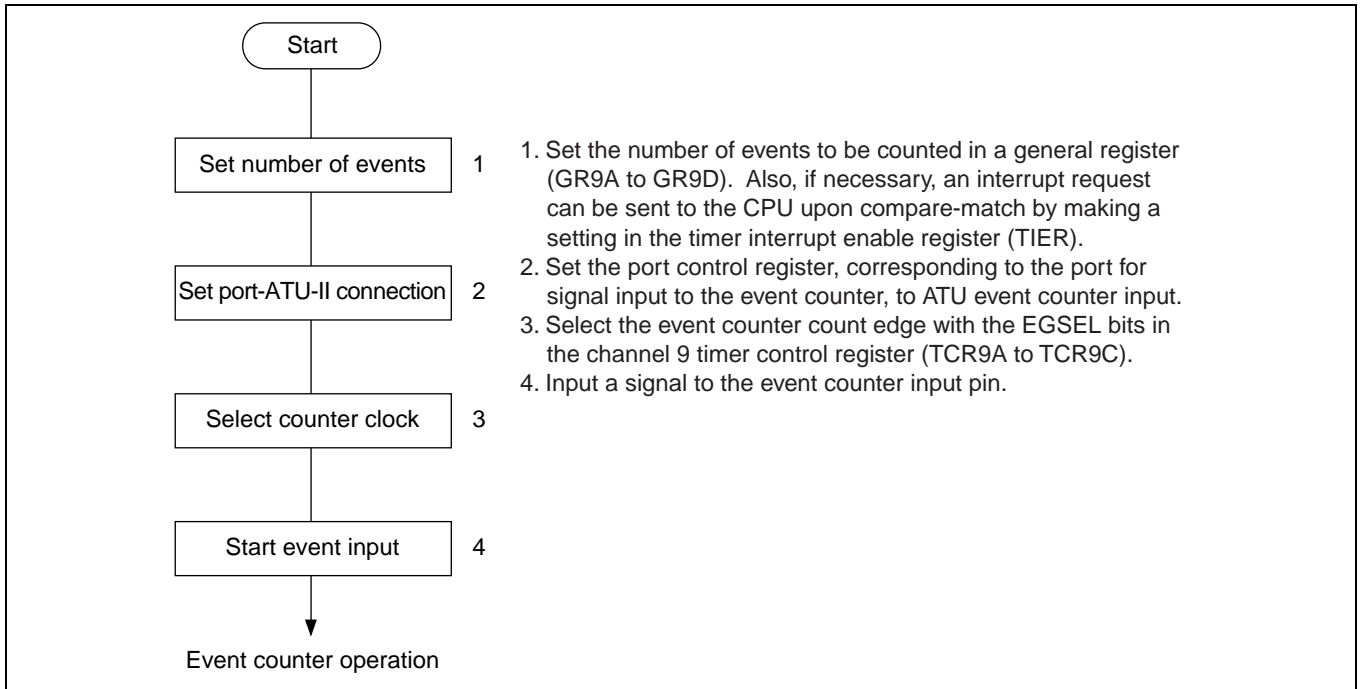 Start
Set number of events 1
Set port-ATU-II connection 2
Select counter clock 3
Start event input 4
Event counter operation
1. Set the number of events to be counted in a general register
(GR9A to GR9D).  Also, if necessary, an interrupt request
can be sent to the CPU upon compare-match by making a
setting in the timer interrupt enable register (TIER).
2. Set the port control register, corresponding to the port for
signal input to the event counter, to ATU event counter input.
3. Select the event counter count edge with the EGSEL bits in
the channel 9 timer control register (TCR9A to TCR9C).
4. Input a signal to the event counter input pin.